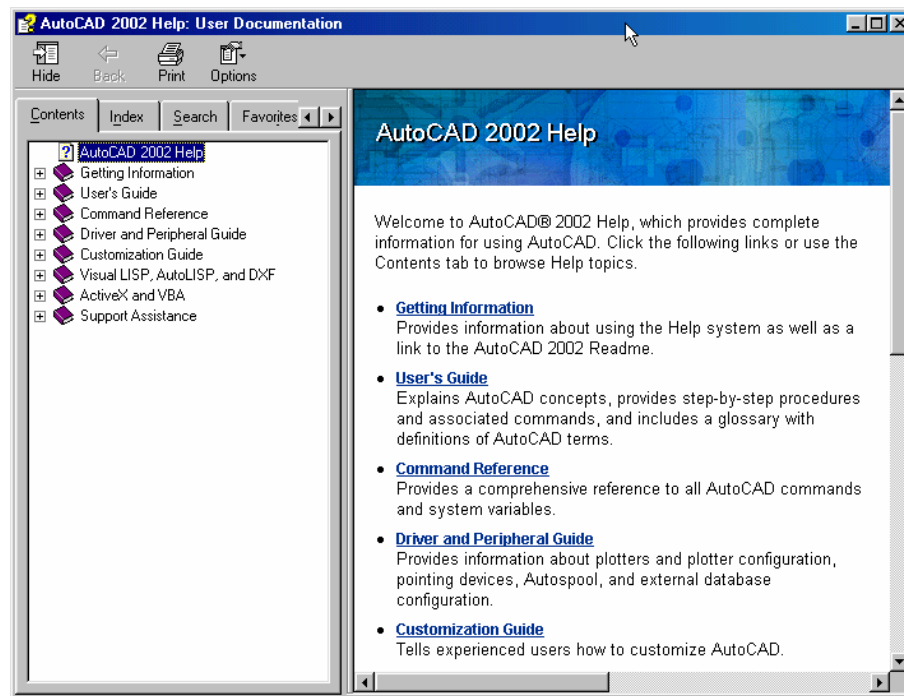 AutoCAD 2002 Help: User Documentation
Hide Back Print Options
Contents Index Search Favorites
AutoCAD 2002 Help
Getting Information
User's Guide
Command Reference
Driver and Peripheral Guide
Customization Guide
Visual LISP, AutoLISP, and DXF
ActiveX and VBA
Support Assistance
AutoCAD 2002 Help
Welcome to AutoCAD® 2002 Help, which provides complete
information for using AutoCAD. Click the following links or use the
Contents tab to browse Help topics.
• Getting Information
Provides information about using the Help system as well as a
link to the AutoCAD 2002 Readme.
• User's Guide
Explains AutoCAD concepts, provides step-by-step procedures
and associated commands, and includes a glossary with
definitions of AutoCAD terms.
• Command Reference
Provides a comprehensive reference to all AutoCAD commands
and system variables.
• Driver and Peripheral Guide
Provides information about plotters and plotter configuration,
pointing devices, Autospool, and external database
configuration.
• Customization Guide
Tells experienced users how to customize AutoCAD.